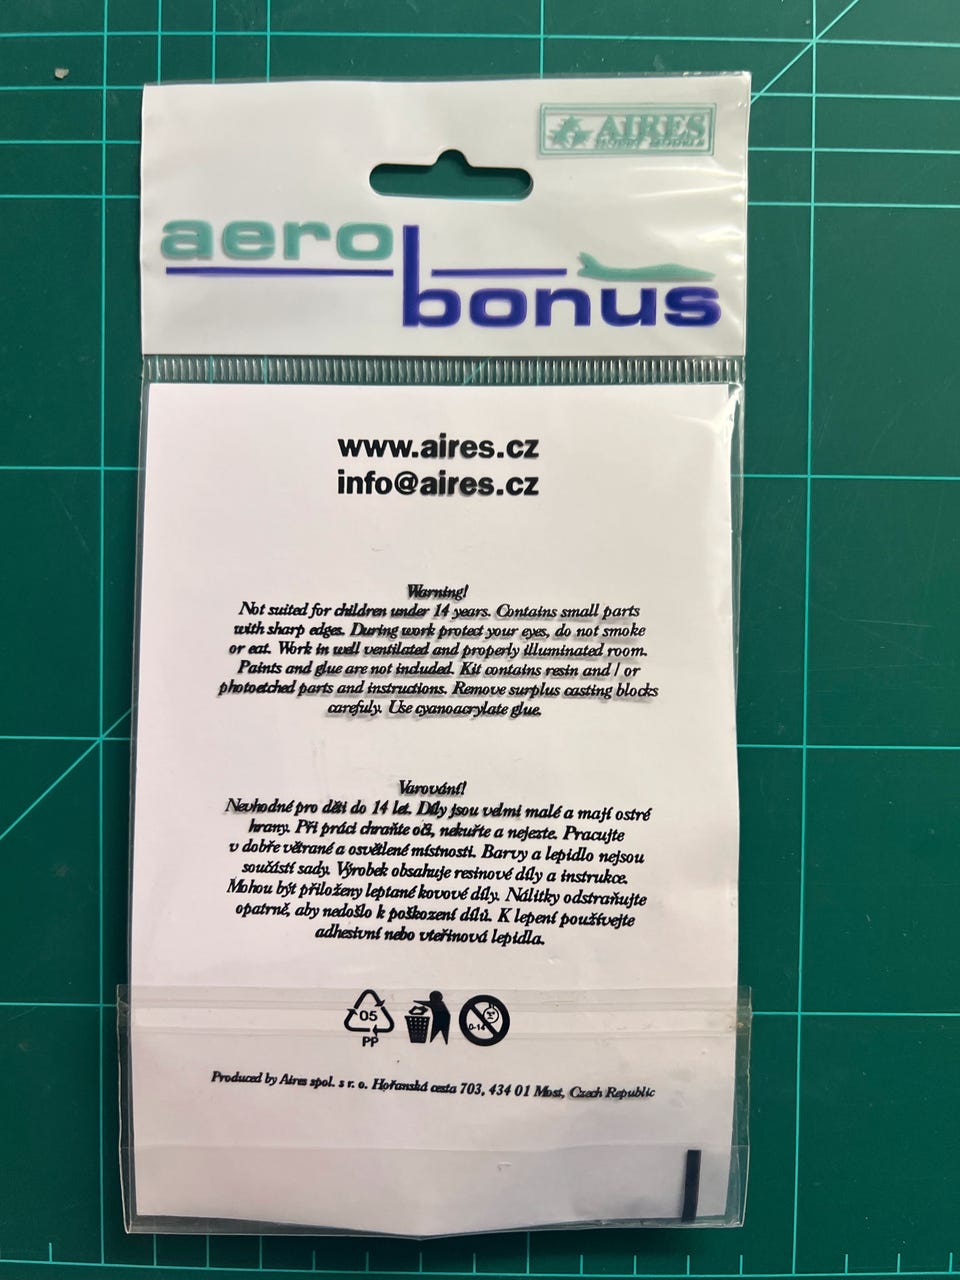 AIRES
HOBBY MODELS
aero
bonus
www.aires.cz
info@aires.cz
Warning!
Not suited for children under 14 years. Contains small parts
with sharp edges. During work protect your eyes, do not smoke
or eat. Work in well ventilated and properly illuminated room.
Paints and glue are not included. Kit contains resin and / or
photoetched parts and instructions. Remove surplus casting blocks
carefuly. Use cyanoacrylate glue.
Varování!
Nevhodné pro děti do 14 let. Díly jsou velmi malé a mají ostré
hrany. Při práci chraňte oči, nekuřte a nejezte. Pracujte
v dobře větrané a osvětlené místnosti. Barvy a lepidlo nejsou
součástí sady. Výrobek obsahuje resinové díly a instrukce.
Mohou být přiloženy leptané kovové díly. Nálitky odstraňujte
opatrně, aby nedošlo k poškození dílů. K lepení používejte
adhesivní nebo vteřinová lepidla.
05
PP
0-14
Produced by Aires spol. s r. o. Hořanská cesta 703, 434 01 Most, Czech Republic